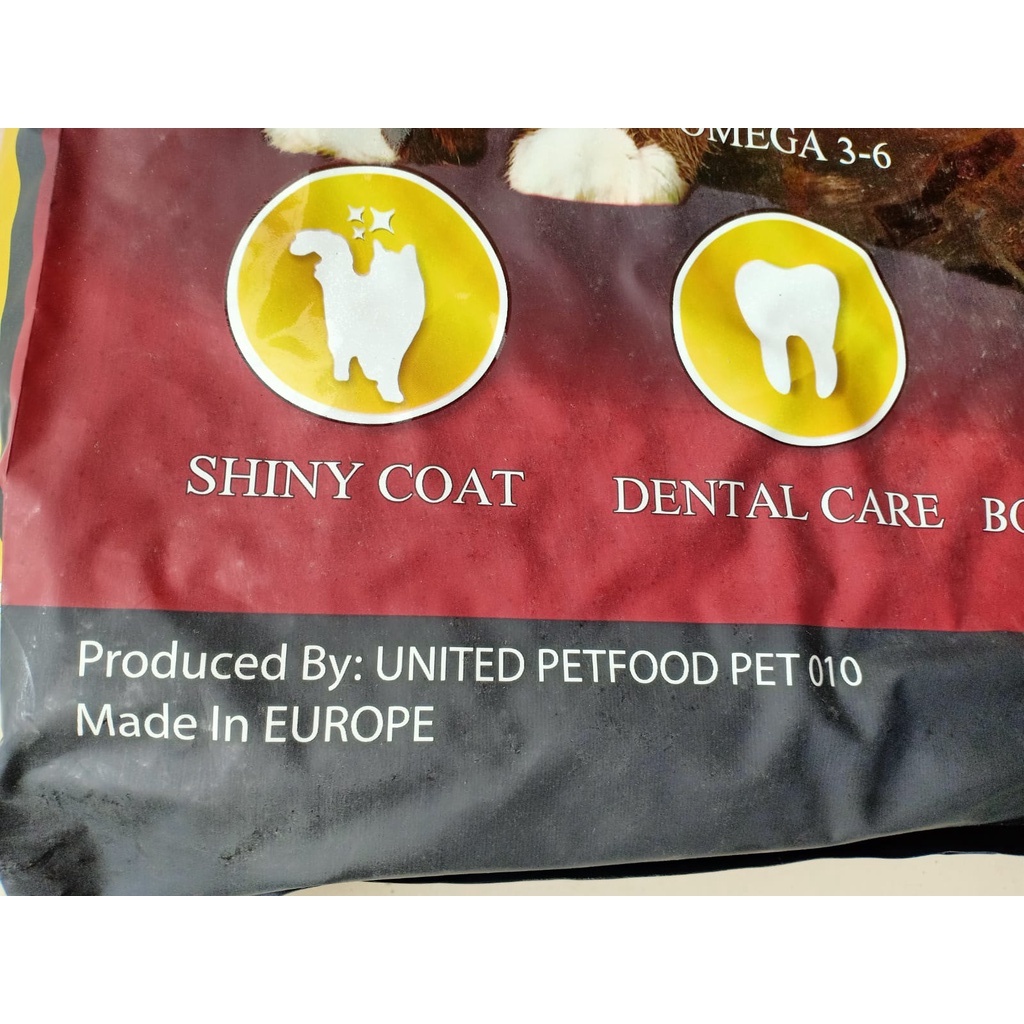 OMEGA 3-6
SHINY COAT
DENTAL CARE
Produced By: UNITED PETFOOD PET 010
Made In EUROPE